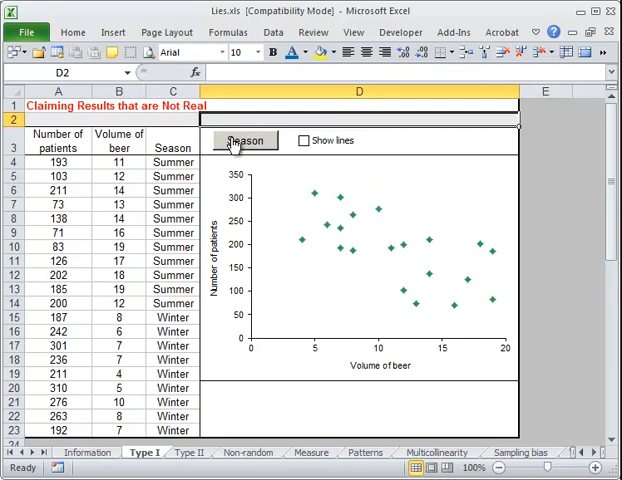 Lies.xls [Compatibility Mode] - Microsoft Excel
File Home Insert Page Layout Formulas Data Review View Developer Add-Ins Acrobat
Arial 10
D2 fx
A B C D E
1 Claiming Results that are Not Real
2
Number of patients Volume of beer
3 Season Season Show lines
4 193 11 Summer
5 103 12 Summer
6 211 14 Summer
7 73 13 Summer
8 138 14 Summer
9 71 16 Summer
10 83 19 Summer
11 126 17 Summer
12 202 18 Summer
13 185 19 Summer
14 200 12 Summer
15 187 8 Winter
16 242 6 Winter
17 301 7 Winter
18 236 7 Winter
19 211 4 Winter
20 310 5 Winter
21 276 10 Winter
22 263 8 Winter
23 192 7 Winter
24
350
300
250
200
150
100
50
0
Number of patients
0 5 10 15 20
Volume of beer
Information Type I Type II Non-random Measure Patterns Multicollinearity Sampling bias
Ready 100%